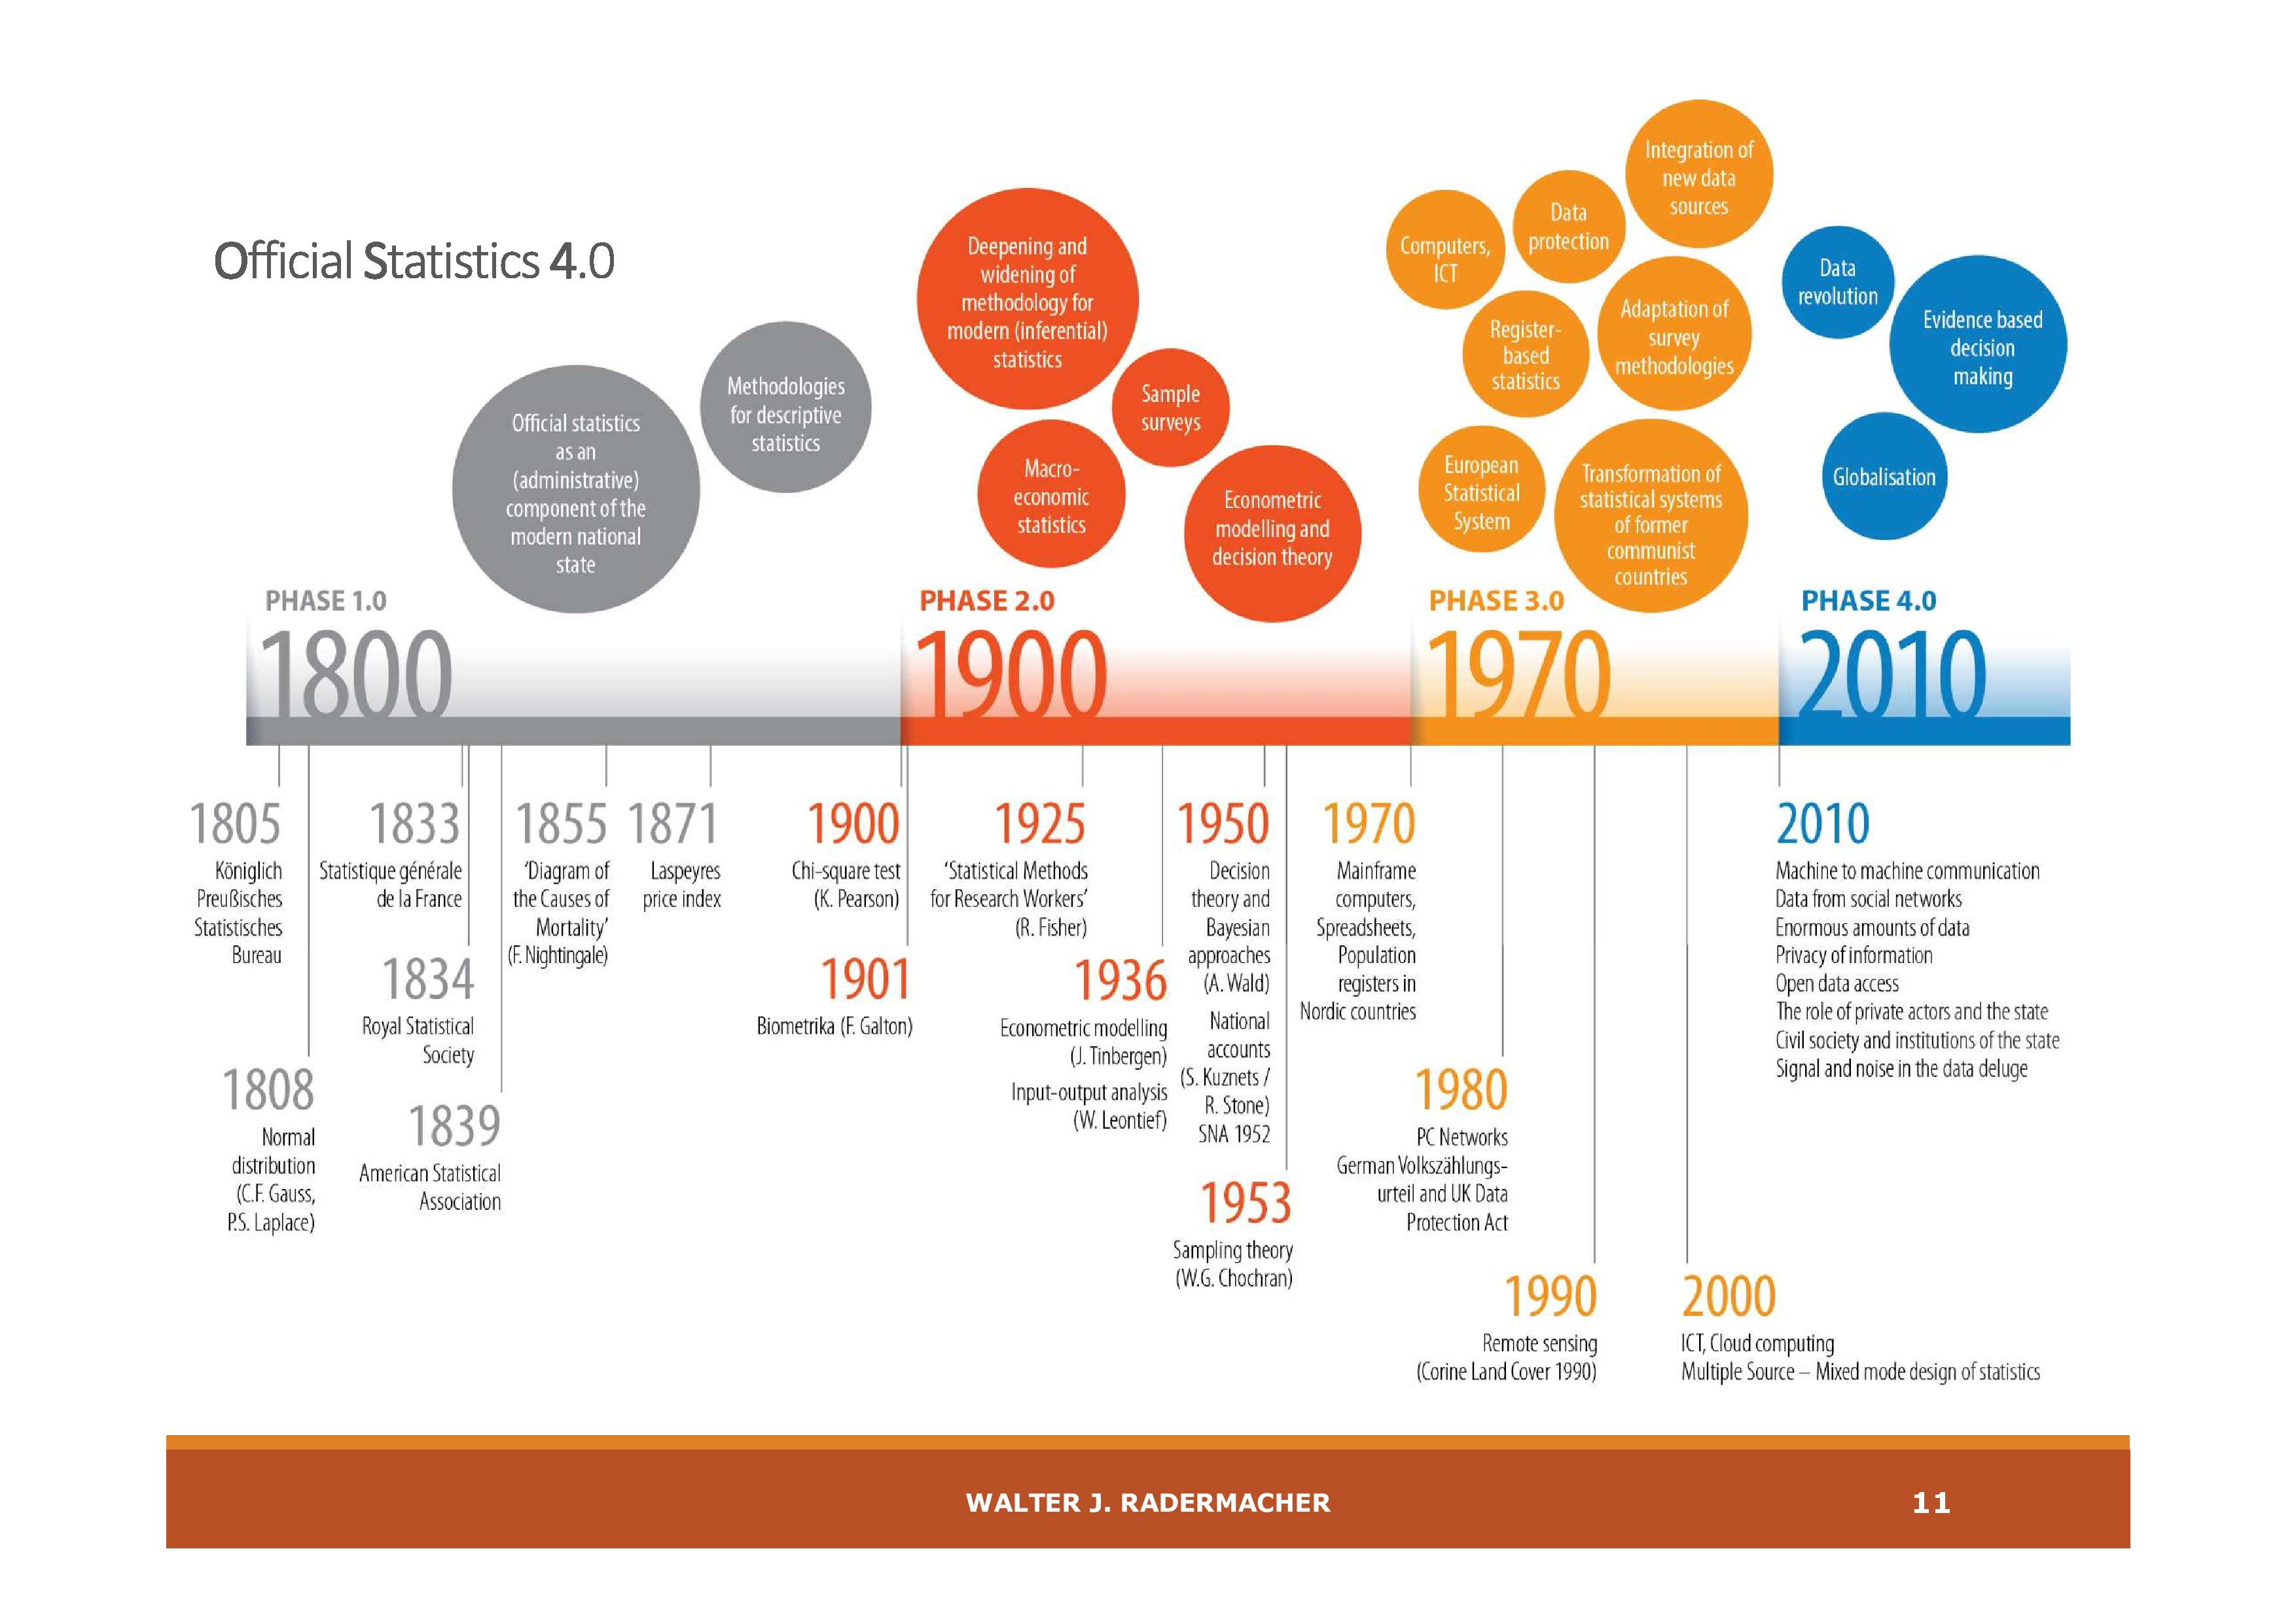 Official Statistics 4.0
Official statistics
as an
(administrative)
component of the
modern national
state
Methodologies
for descriptive
statistics
Deepening and
widening of
methodology for
modern (inferential)
statistics
Sample
surveys
Macro-
economic
statistics
Econometric
modelling and
decision theory
Computers,
ICT
Data
protection
Integration of
new data
sources
Register-
based
statistics
Adaptation of
survey
methodologies
European
Statistical
System
Transformation of
statistical systems
of former
communist
countries
Data
revolution
Evidence based
decision
making
Globalisation
PHASE 1.0
1800
PHASE 2.0
1900
PHASE 3.0
1970
PHASE 4.0
2010
1805
Königlich
Preußisches
Statistisches
Bureau
1808
Normal
distribution
(C.F. Gauss,
P.S. Laplace)
1833
Statistique générale
de la France
1834
Royal Statistical
Society
1839
American Statistical
Association
1855
'Diagram of
the Causes of
Mortality'
(F. Nightingale)
1871
Laspeyres
price index
1900
Chi-square test
(K. Pearson)
1901
Biometrika (F. Galton)
1925
'Statistical Methods
for Research Workers'
(R. Fisher)
1936
Econometric modelling
(J. Tinbergen)
Input-output analysis
(W. Leontief)
1950
Decision
theory and
Bayesian
approaches
(A. Wald)
National
accounts
(S. Kuznets /
R. Stone)
SNA 1952
1953
Sampling theory
(W.G. Chochran)
1970
Mainframe
computers,
Spreadsheets,
Population
registers in
Nordic countries
1980
PC Networks
German Volkszählungs-
urteil and UK Data
Protection Act
1990
Remote sensing
(Corine Land Cover 1990)
2000
ICT, Cloud computing
Multiple Source – Mixed mode design of statistics
2010
Machine to machine communication
Data from social networks
Enormous amounts of data
Privacy of information
Open data access
The role of private actors and the state
Civil society and institutions of the state
Signal and noise in the data deluge
WALTER J. RADERMACHER
11